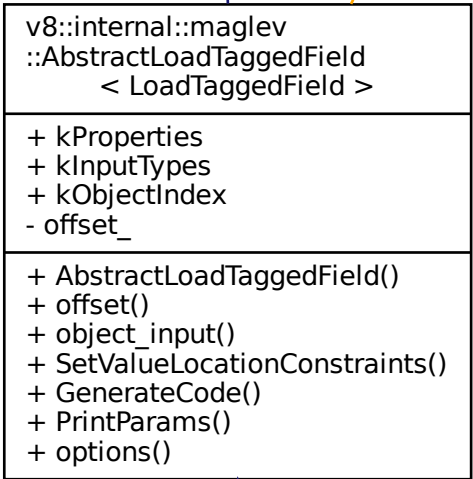 v8::internal::maglev
::AbstractLoadTaggedField
< LoadTaggedField >
+ kProperties
+ kInputTypes
+ kObjectIndex
- offset_
+ AbstractLoadTaggedField()
+ offset()
+ object_input()
+ SetValueLocationConstraints()
+ GenerateCode()
+ PrintParams()
+ options()